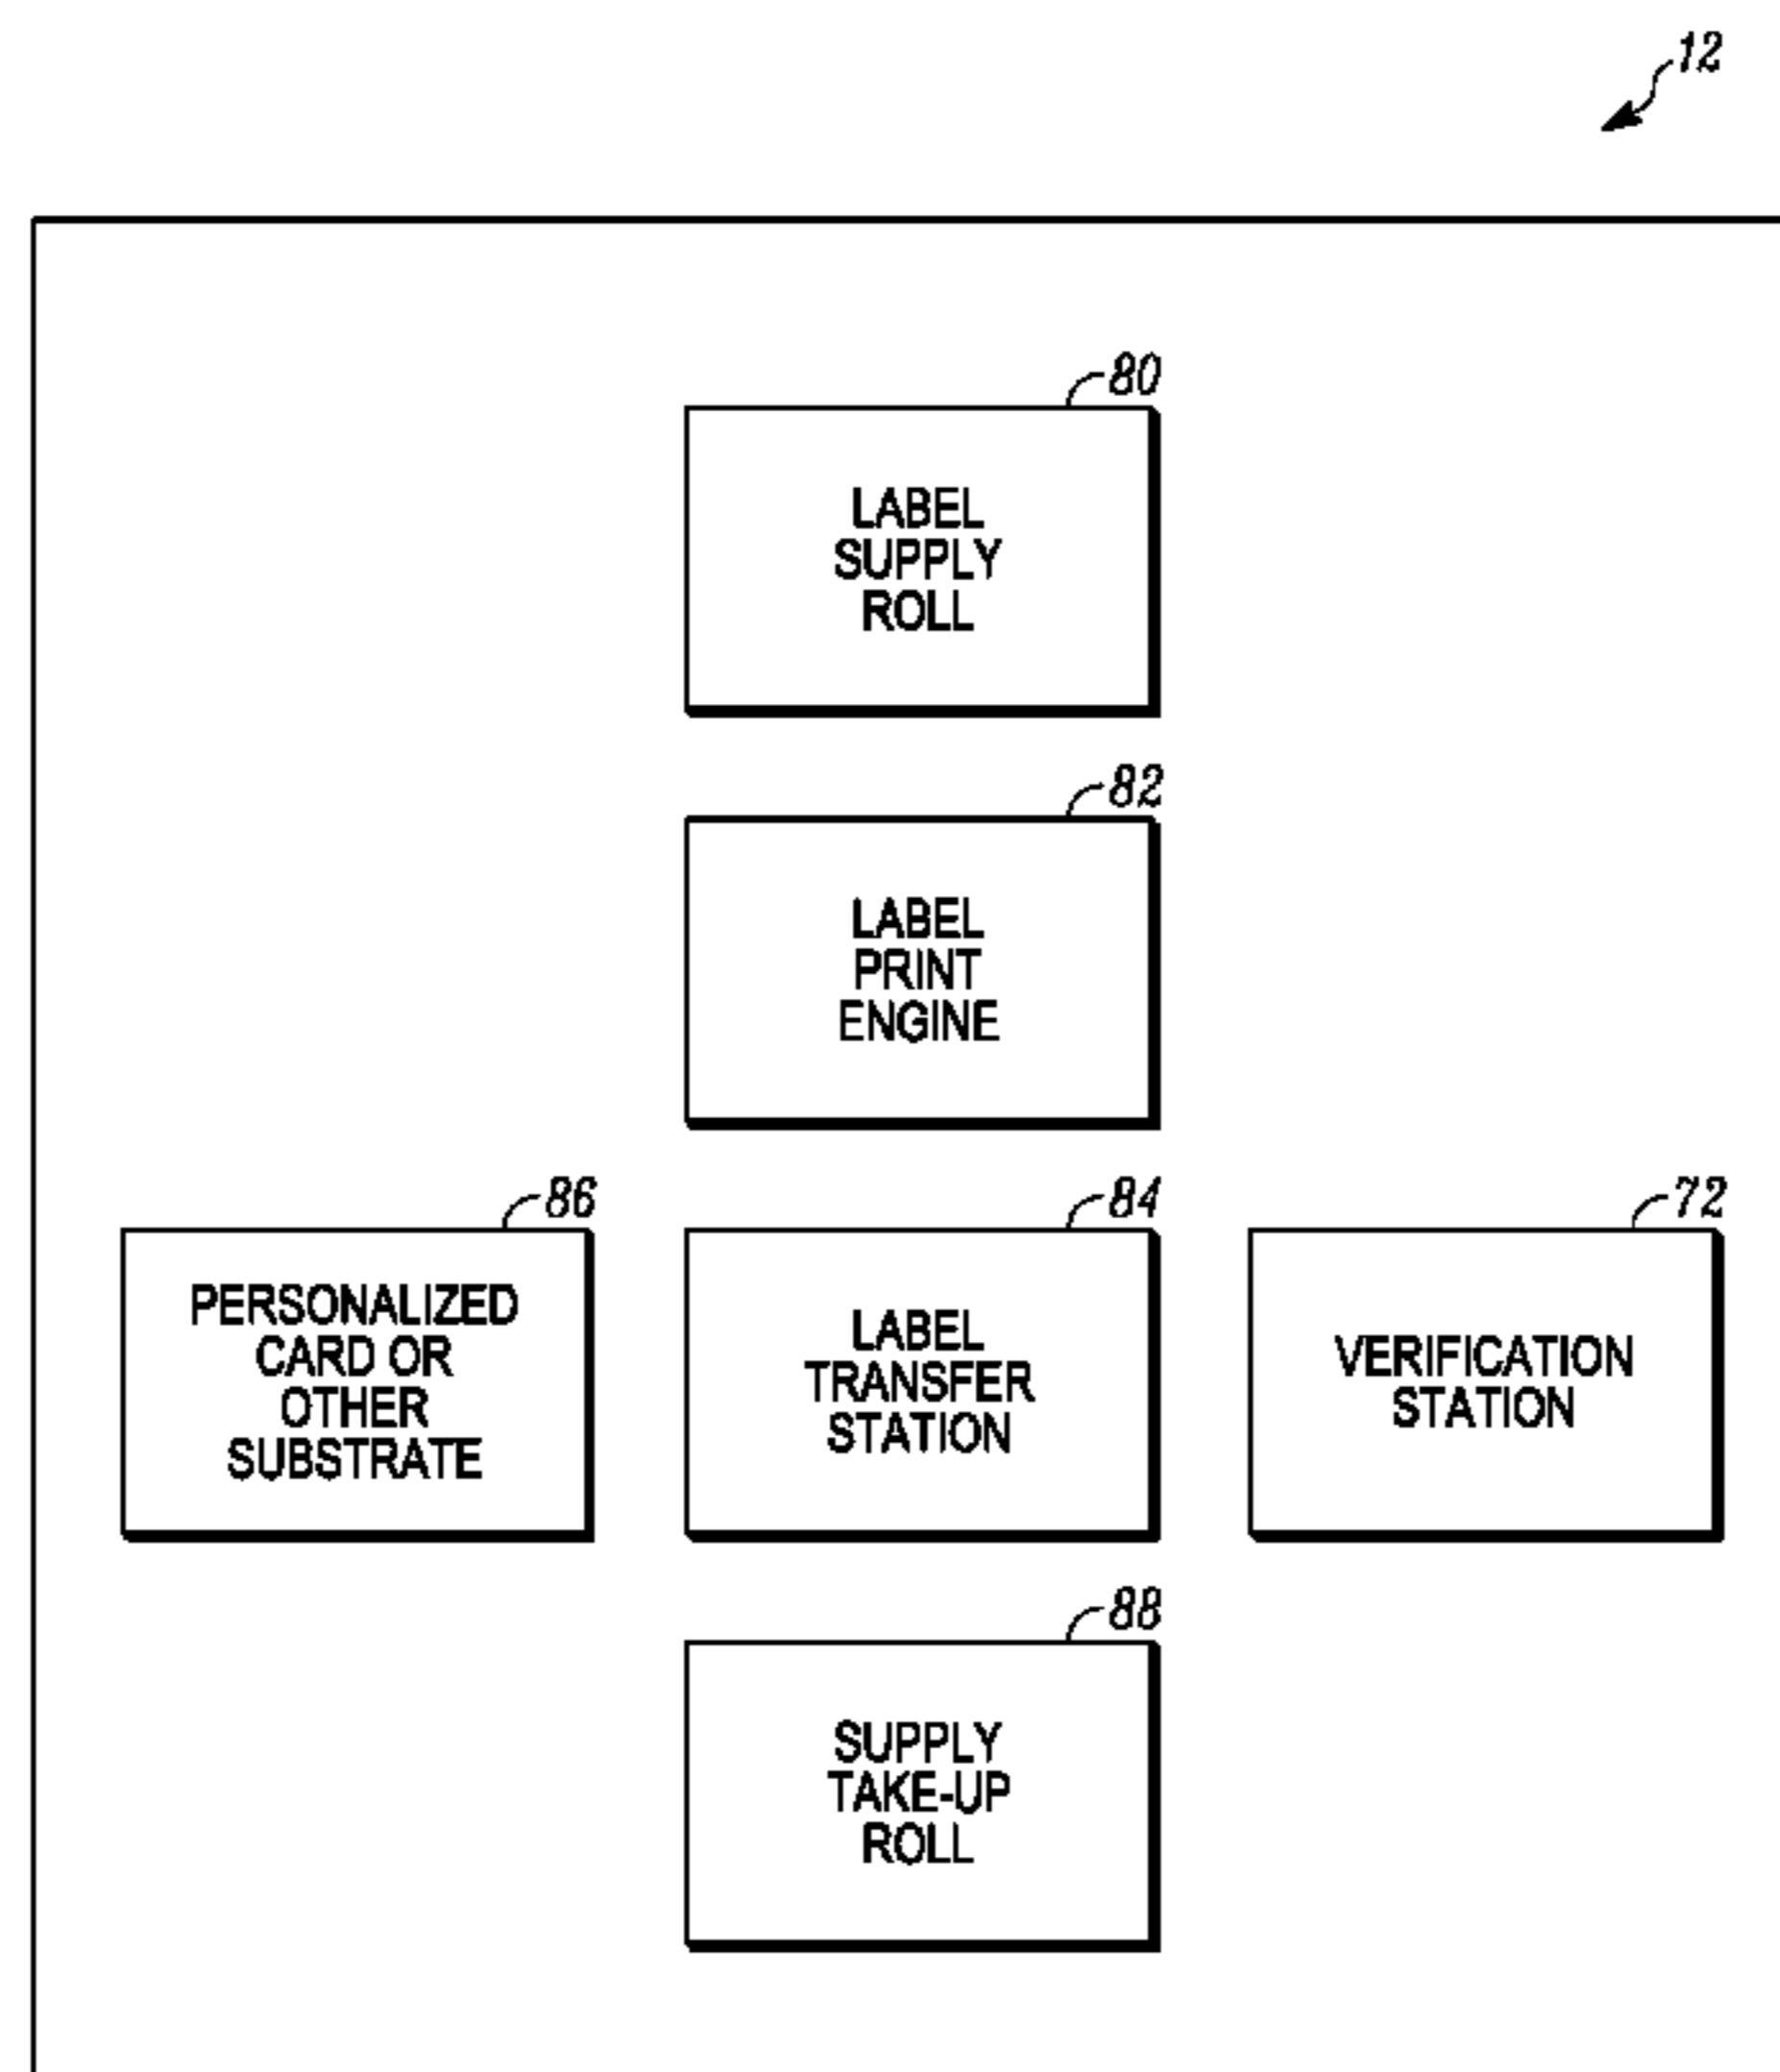 12
80
LABEL
SUPPLY
ROLL
82
LABEL
PRINT
ENGINE
86
PERSONALIZED
CARD OR
OTHER
SUBSTRATE
84
LABEL
TRANSFER
STATION
72
VERIFICATION
STATION
88
SUPPLY
TAKE-UP
ROLL